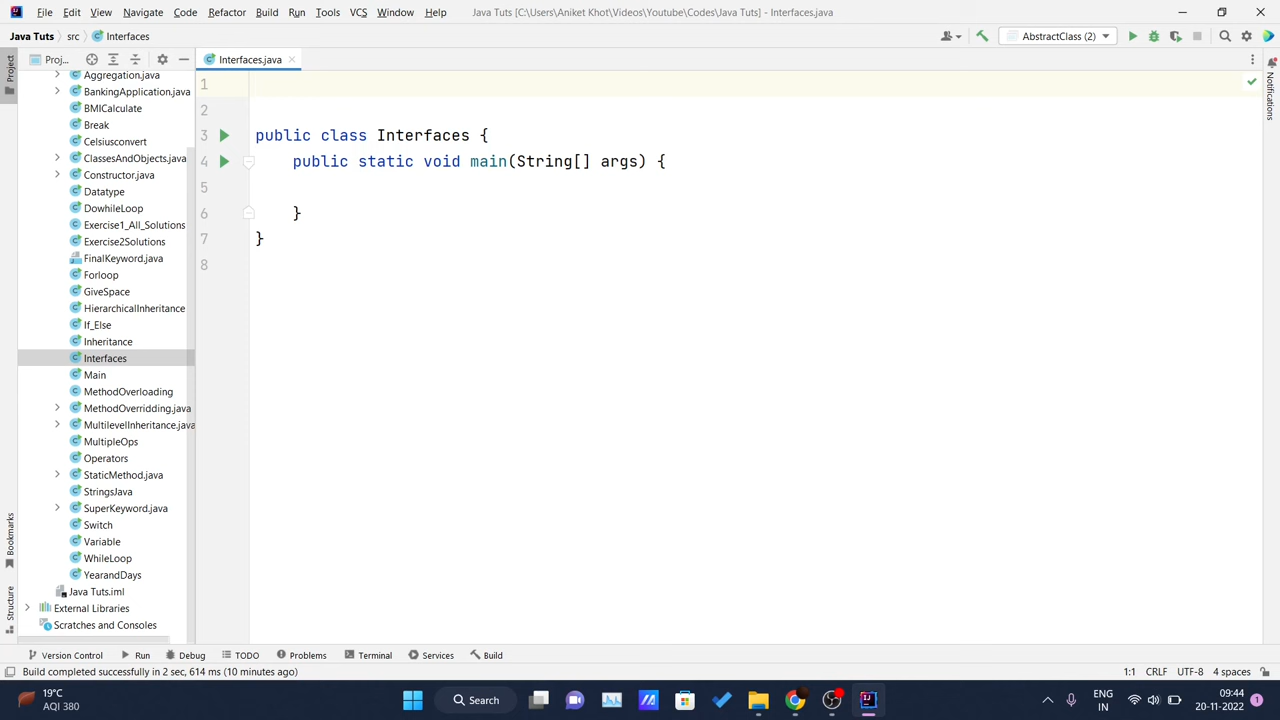 File Edit View Navigate Code Refactor Build Run Tools VCS Window Help Java Tuts [C:\Users\Aniket Khot\Videos\Youtube\Codes\Java Tuts] - Interfaces.java
Java Tuts src Interfaces AbstractClass (2)
Project Proj... Interfaces.java
Notifications
Aggregation.java
BankingApplication.java
BMICalculate
Break
Celsiusconvert
ClassesAndObjects.java
Constructor.java
Datatype
DowhileLoop
Exercise1_All_Solutions
Exercise2Solutions
FinalKeyword.java
Forloop
GiveSpace
HierarchicalInheritance
If_Else
Inheritance
Interfaces
Main
MethodOverloading
MethodOverridding.java
MultilevelInheritance.java
MultipleOps
Operators
StaticMethod.java
StringsJava
SuperKeyword.java
Switch
Variable
WhileLoop
YearandDays
Java Tuts.iml
External Libraries
Scratches and Consoles
Bookmarks
Structure
1
2
3 public class Interfaces {
4 public static void main(String[] args) {
5
6 }
7 }
8
Version Control Run Debug TODO Problems Terminal Services Build
Build completed successfully in 2 sec, 614 ms (10 minutes ago) 1:1 CRLF UTF-8 4 spaces
19°C
AQI 380
Search
ENG
IN
09:44
20-11-2022
1